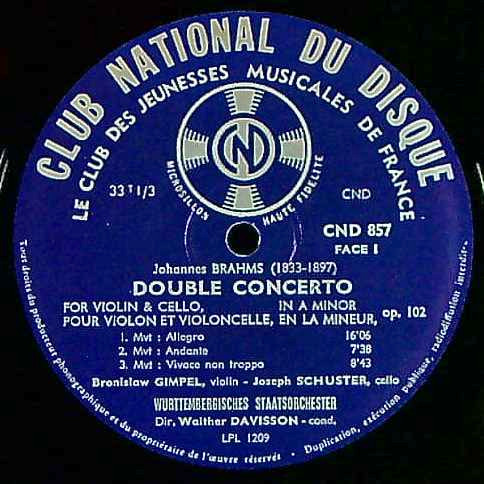 CLUB NATIONAL DU DISQUE
LE CLUB DES JEUNESSES MUSICALES DE FRANCE
CND
MICROSILLON HAUTE FIDELITE
33 T 1/3
CND
CND 857
FACE I
Johannes BRAHMS (1833-1897)
DOUBLE CONCERTO
FOR VIOLIN & CELLO, IN A MINOR
POUR VIOLON ET VIOLONCELLE, EN LA MINEUR, op. 102
1. Mvt : Allegro 16'06
2. Mvt : Andante 7'38
3. Mvt : Vivace non troppo 8'43
Bronislaw GIMPEL, violin - Joseph SCHUSTER, cello
WURTTEMBERGISCHES STAATSORCHESTER
Dir. Walther DAVISSON - cond.
LPL 1209
Tous droits du producteur phonographique et du propriétaire de l'œuvre enregistrée réservés • Duplication, exécution publique, radiodiffusion interdites